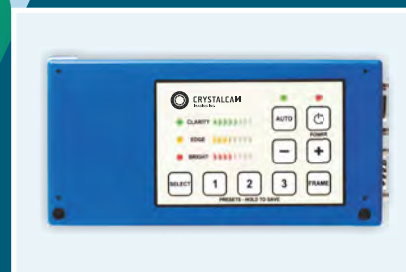 CRYSTALCAM
CLARITY
EDGE
BRIGHT
AUTO
POWER
− +
SELECT 1 2 3 FRAME
PRESETS - HOLD TO SAVE